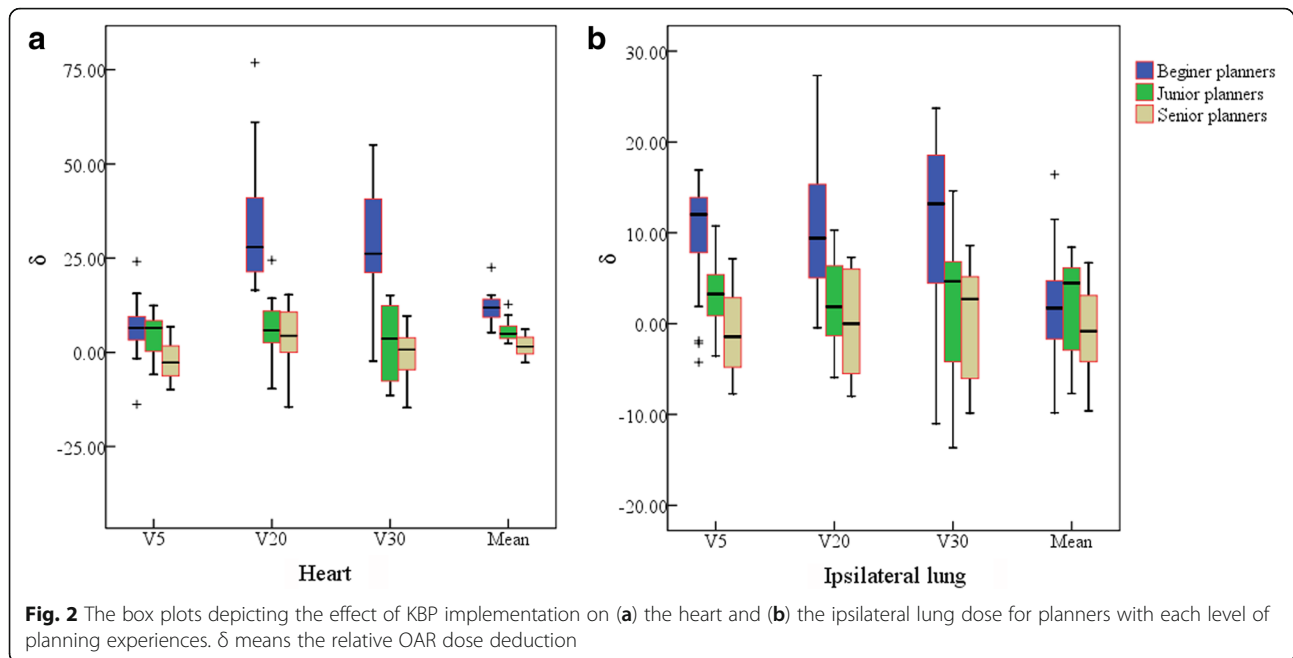 a
75.00
50.00
25.00
0.00
-25.00
δ
V5 V20 V30 Mean
Heart
b
30.00
20.00
10.00
0.00
-10.00
-20.00
δ
V5 V20 V30 Mean
Ipsilateral lung
Beginer planners
Junior planners
Senior planners
Fig. 2 The box plots depicting the effect of KBP implementation on (a) the heart and (b) the ipsilateral lung dose for planners with each level of
planning experiences. δ means the relative OAR dose deduction